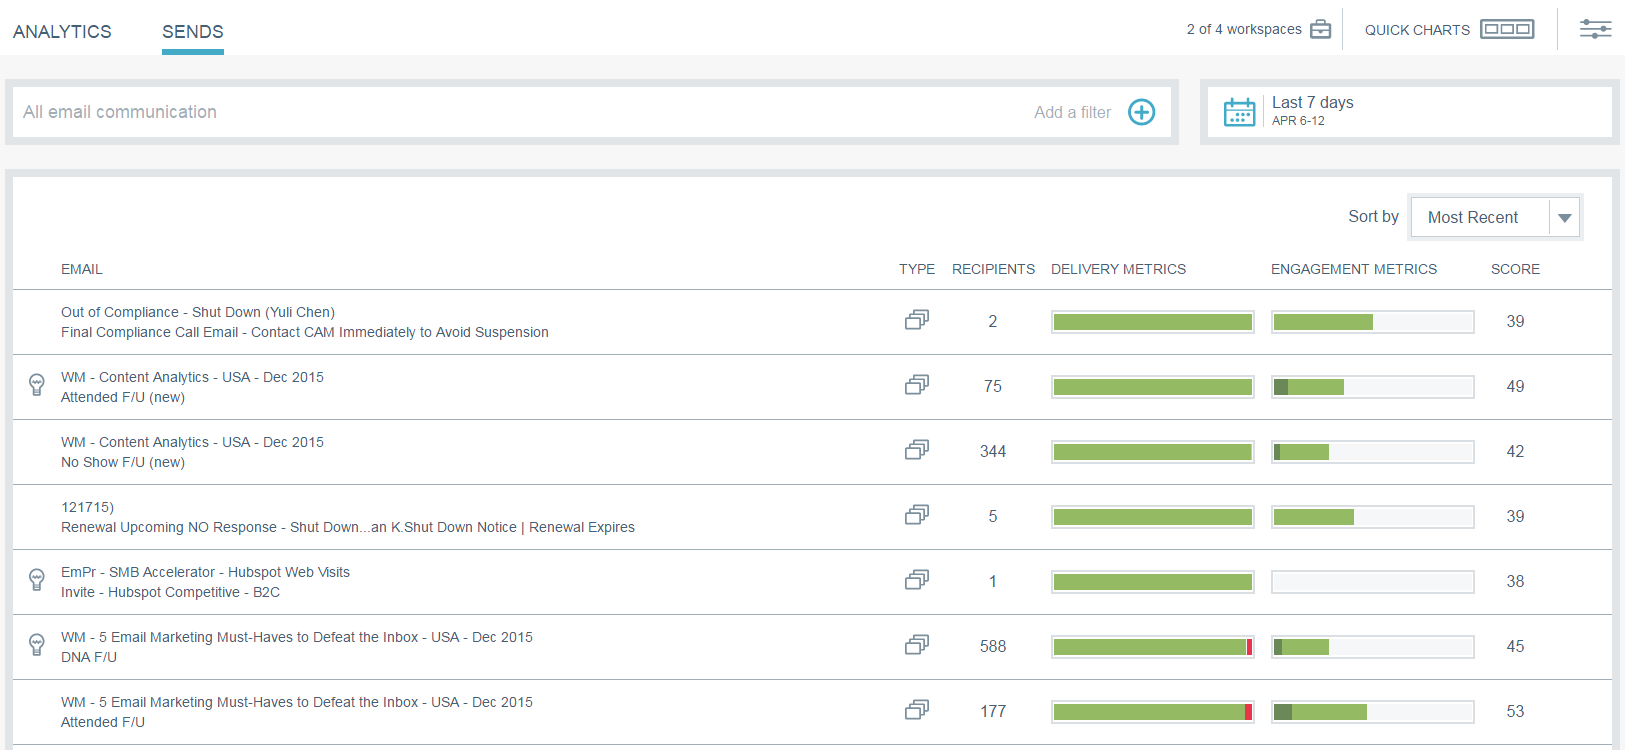 ANALYTICS SENDS 2 of 4 workspaces QUICK CHARTS
All email communication Add a filter Last 7 days
APR 6-12
Sort by Most Recent
EMAIL TYPE RECIPIENTS DELIVERY METRICS ENGAGEMENT METRICS SCORE
Out of Compliance - Shut Down (Yuli Chen)
Final Compliance Call Email - Contact CAM Immediately to Avoid Suspension 2 39
WM - Content Analytics - USA - Dec 2015
Attended F/U (new) 75 49
WM - Content Analytics - USA - Dec 2015
No Show F/U (new) 344 42
121715)
Renewal Upcoming NO Response - Shut Down...an K.Shut Down Notice | Renewal Expires 5 39
EmPr - SMB Accelerator - Hubspot Web Visits
Invite - Hubspot Competitive - B2C 1 38
WM - 5 Email Marketing Must-Haves to Defeat the Inbox - USA - Dec 2015
DNA F/U 588 45
WM - 5 Email Marketing Must-Haves to Defeat the Inbox - USA - Dec 2015
Attended F/U 177 53